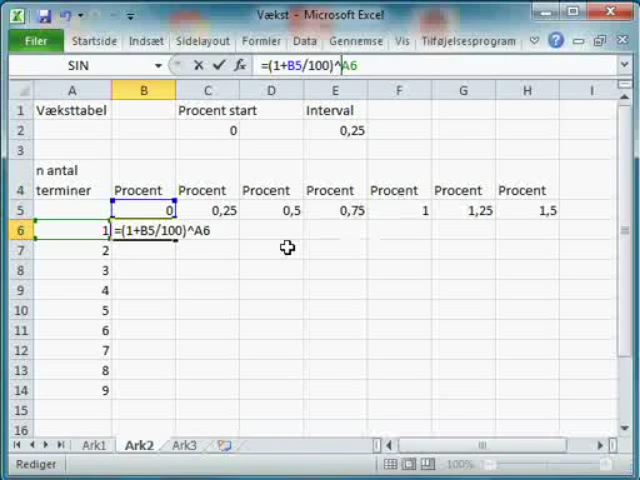 Vækst - Microsoft Excel
Filer Startside Indsæt Sidelayout Formler Data Gennemse Vis Tilføjelsesprogram
SIN =(1+B5/100)^A6
A B C D E F G H I
1 Væksttabel Procent start Interval
2 0 0,25
3
n antal
4 terminer Procent Procent Procent Procent Procent Procent Procent
5 0 0,25 0,5 0,75 1 1,25 1,5
6 1 =(1+B5/100)^A6
7 2
8 3
9 4
10 5
11 6
12 7
13 8
14 9
15
16
Ark1 Ark2 Ark3
Rediger 100%